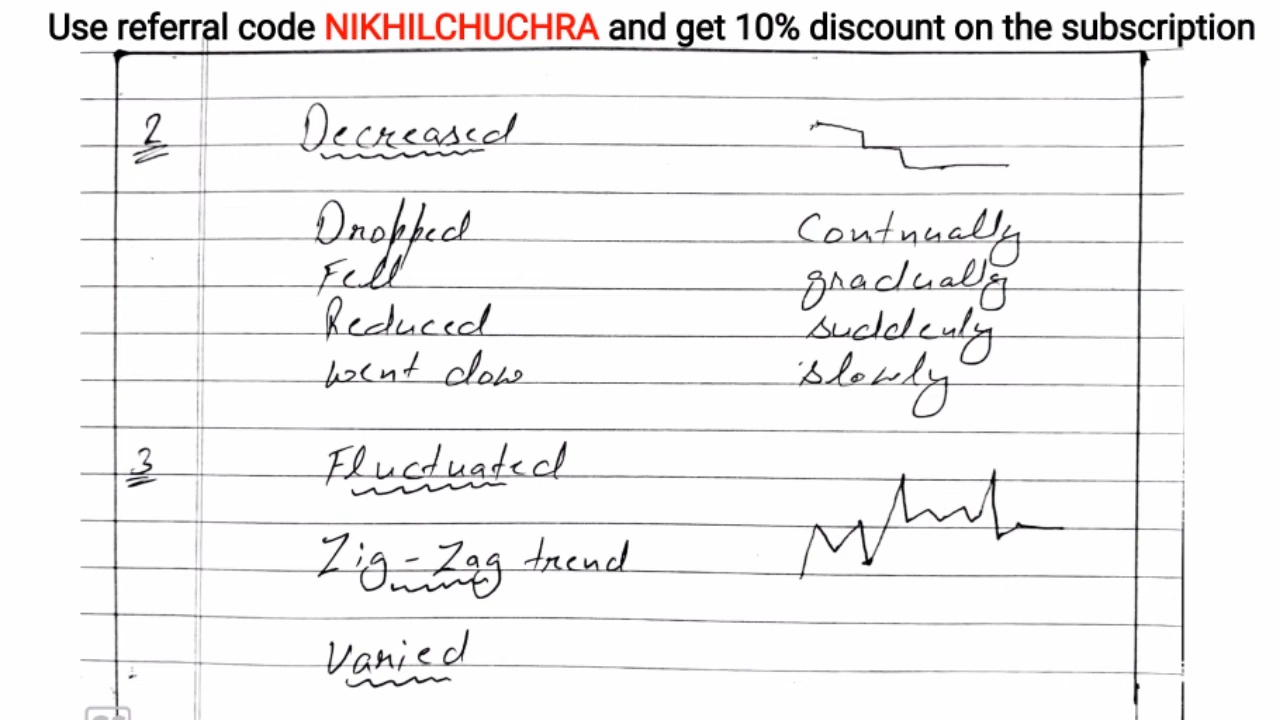 Use referral code NIKHILCHUCHRA and get 10% discount on the subscription
2 Decreased
Dropped Contnually
Fell gradually
Reduced suddenly
went dow slowly
3 Fluctuated
Zig-Zag trend
Varied